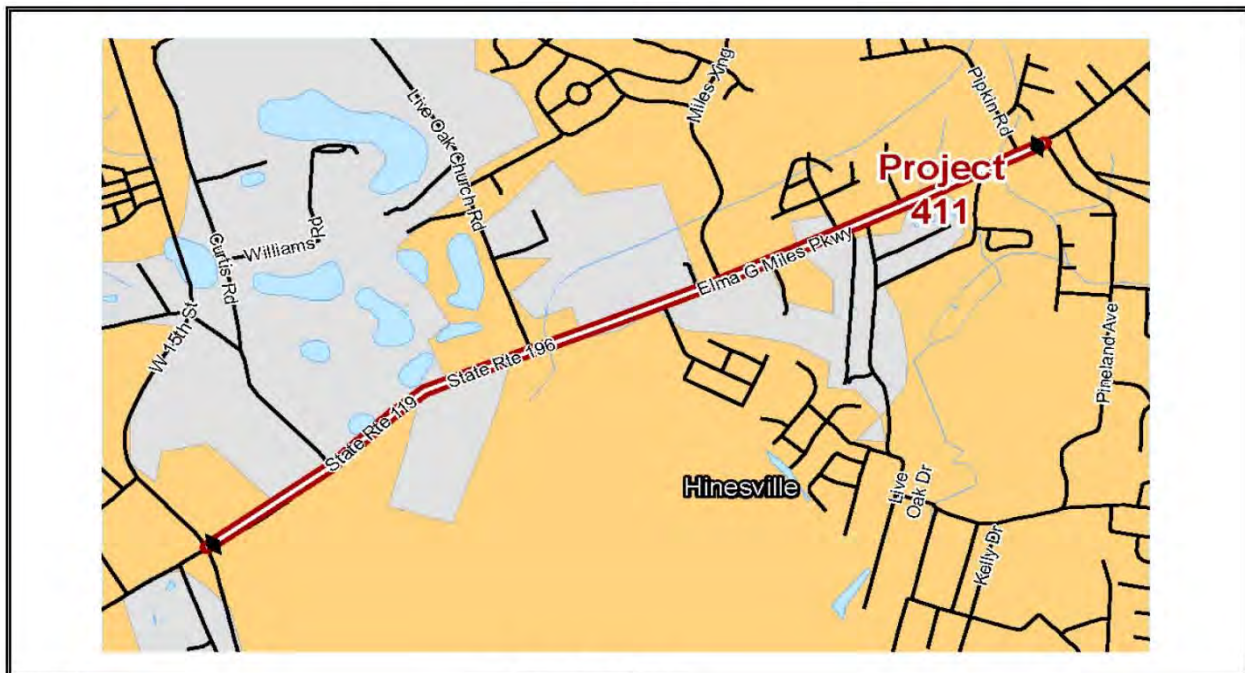 Miles Xng
Pipkin Rd
Live Oak Church Rd
Project
411
Williams Rd
Curtis Rd
Elma G Miles Pkwy
W 15th St
State Rte 196
Pineland Ave
State Rte 119
Hinesville
Live
Oak Dr
Kelly Dr